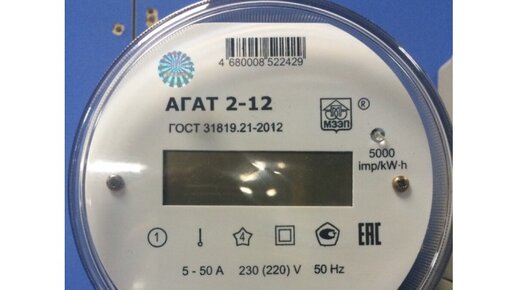 4 680008 522429
АГАТ 2-12
ГОСТ 31819.21-2012
МЗЭП ®
5000
imp/kW·h
1 4 EAC
5 - 50 A 230 (220) V 50 Hz